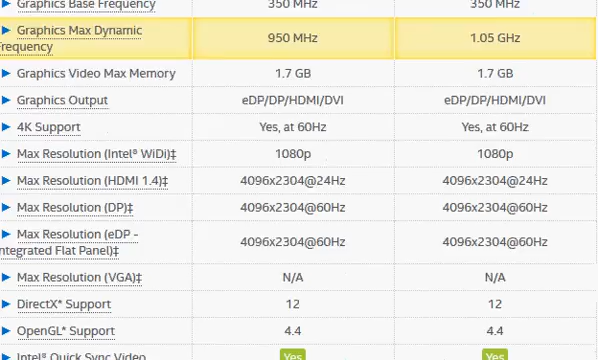 Graphics Base Frequency 350 MHz 350 MHz
Graphics Max Dynamic
Frequency 950 MHz 1.05 GHz
Graphics Video Max Memory 1.7 GB 1.7 GB
Graphics Output eDP/DP/HDMI/DVI eDP/DP/HDMI/DVI
4K Support Yes, at 60Hz Yes, at 60Hz
Max Resolution (Intel® WiDi)‡ 1080p 1080p
Max Resolution (HDMI 1.4)‡ 4096x2304@24Hz 4096x2304@24Hz
Max Resolution (DP)‡ 4096x2304@60Hz 4096x2304@60Hz
Max Resolution (eDP -
Integrated Flat Panel)‡ 4096x2304@60Hz 4096x2304@60Hz
Max Resolution (VGA)‡ N/A N/A
DirectX* Support 12 12
OpenGL* Support 4.4 4.4
Intel® Quick Sync Video Yes Yes